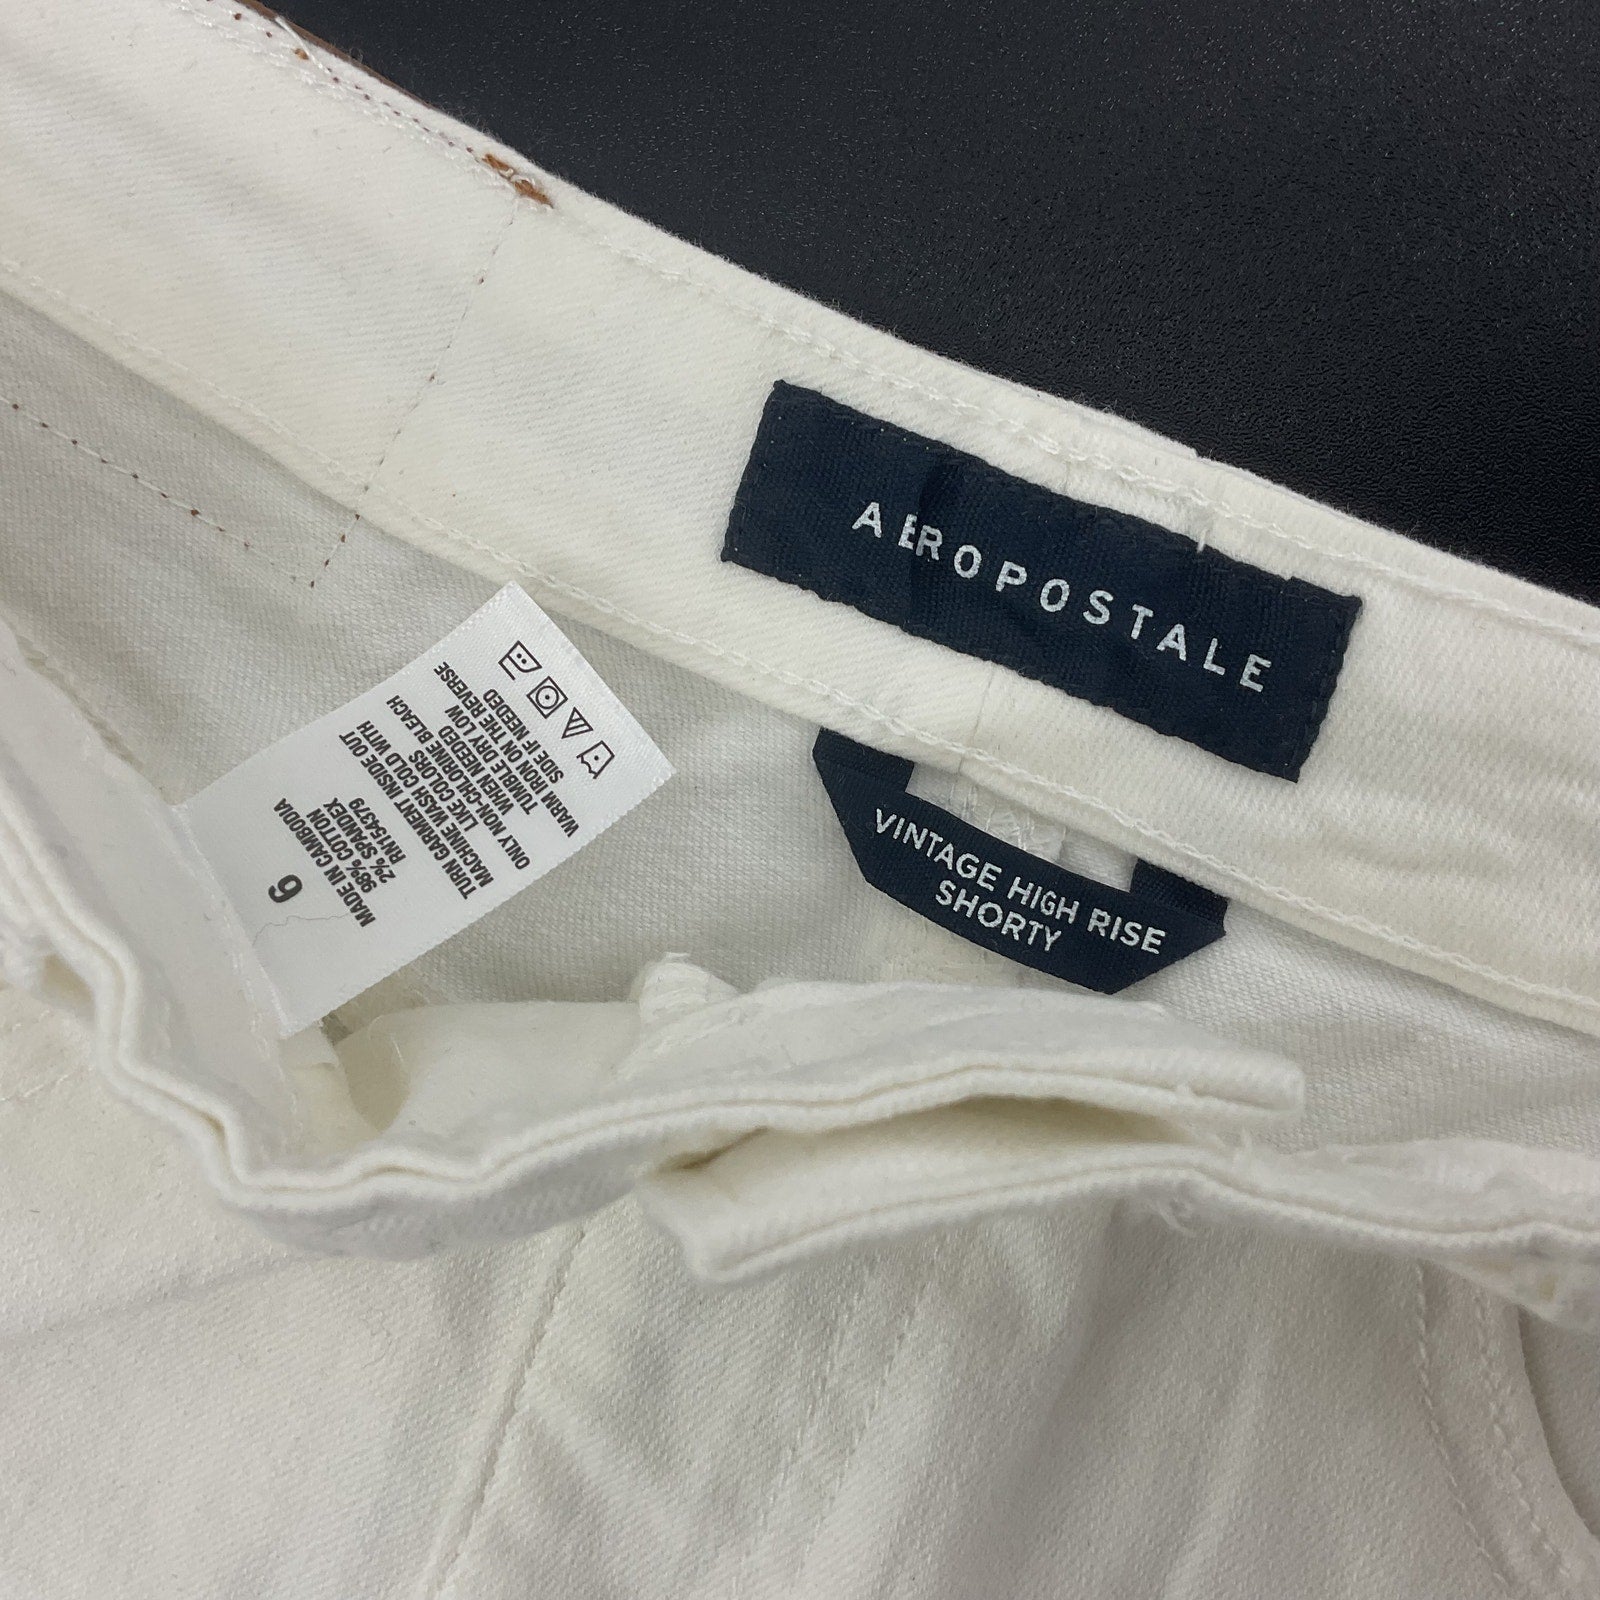 AEROPOSTALE
VINTAGE HIGH RISE
SHORTY
6
MADE IN CAMBODIA
98% COTTON
2% SPANDEX
RN154379
TURN GARMENT INSIDE OUT
MACHINE WASH COLD WITH
LIKE COLORS
ONLY NON-CHLORINE BLEACH
WHEN NEEDED
TUMBLE DRY LOW
WARM IRON ON THE REVERSE
SIDE IF NEEDED